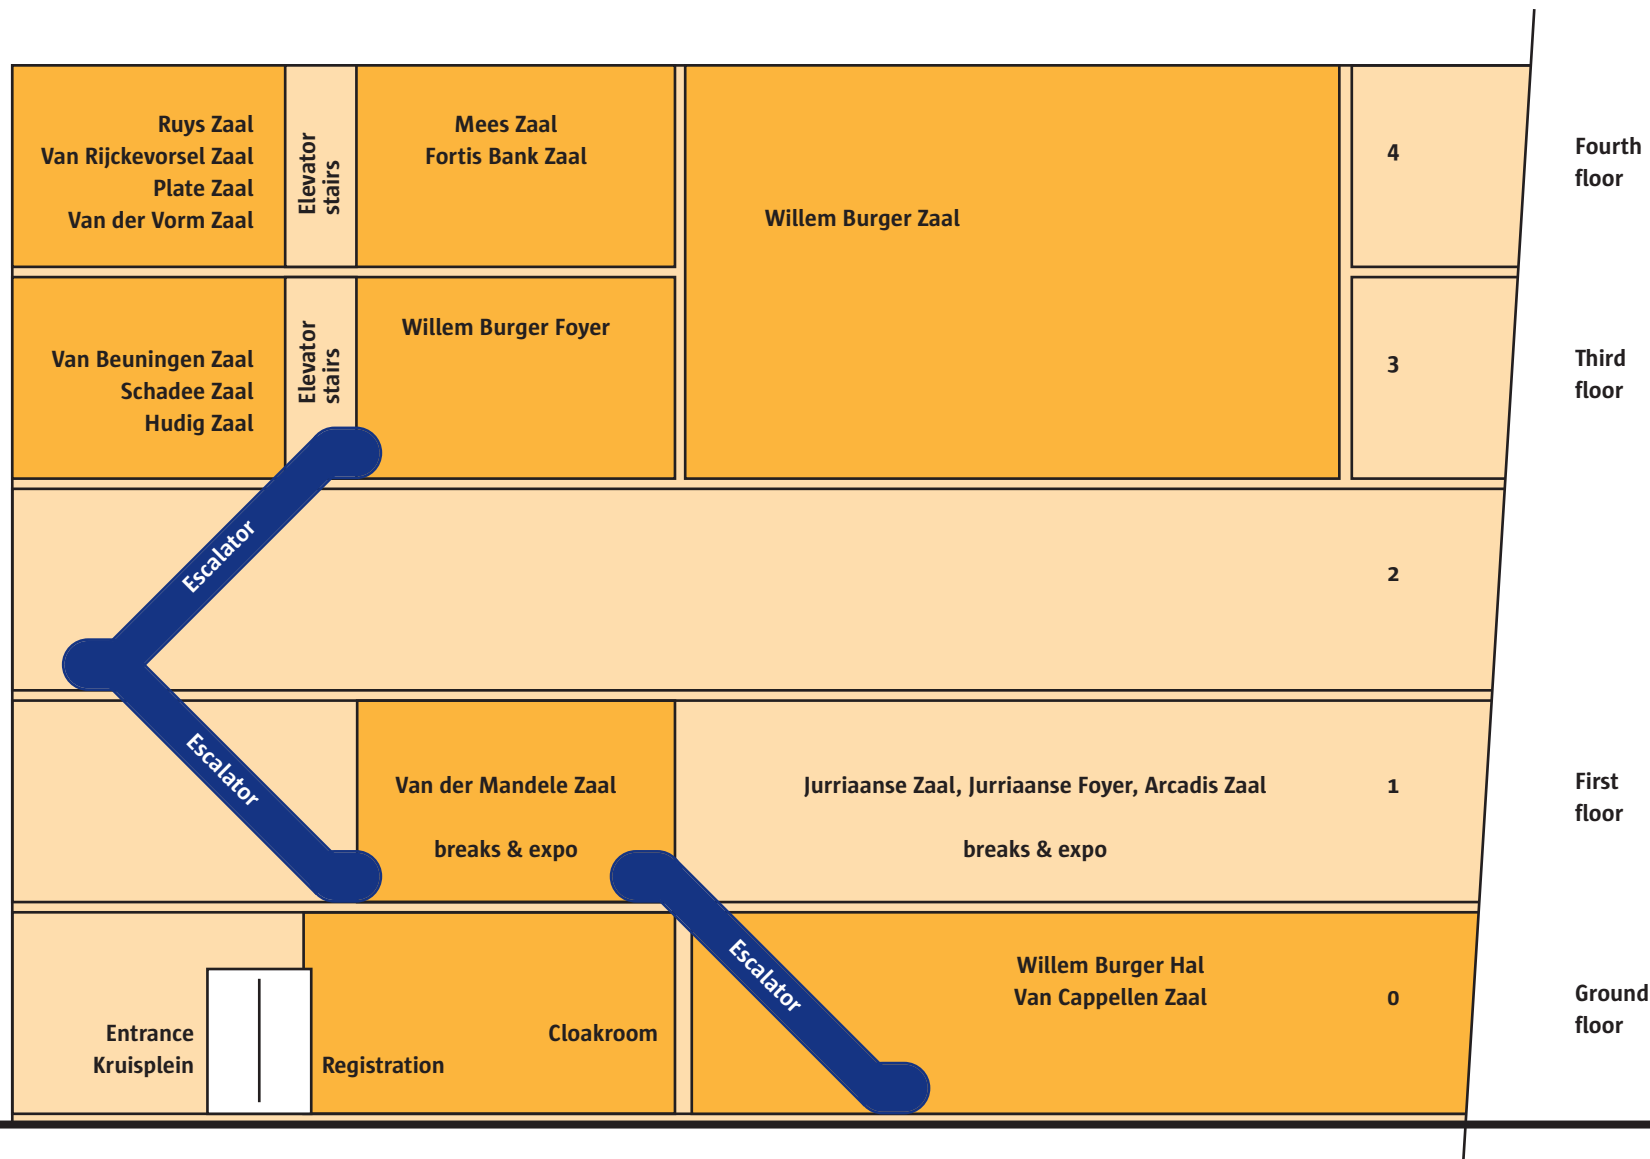 Ruys Zaal
Van Rijckevorsel Zaal
Plate Zaal
Van der Vorm Zaal
Elevator
stairs
Mees Zaal
Fortis Bank Zaal
Willem Burger Zaal
4
Fourth
floor
Van Beuningen Zaal
Schadee Zaal
Hudig Zaal
Elevator
stairs
Willem Burger Foyer
3
Third
floor
Escalator
2
Escalator
Van der Mandele Zaal
breaks & expo
Jurriaanse Zaal, Jurriaanse Foyer, Arcadis Zaal
breaks & expo
1
First
floor
Entrance
Kruisplein
Registration
Cloakroom
Escalator
Willem Burger Hal
Van Cappellen Zaal
0
Ground
floor